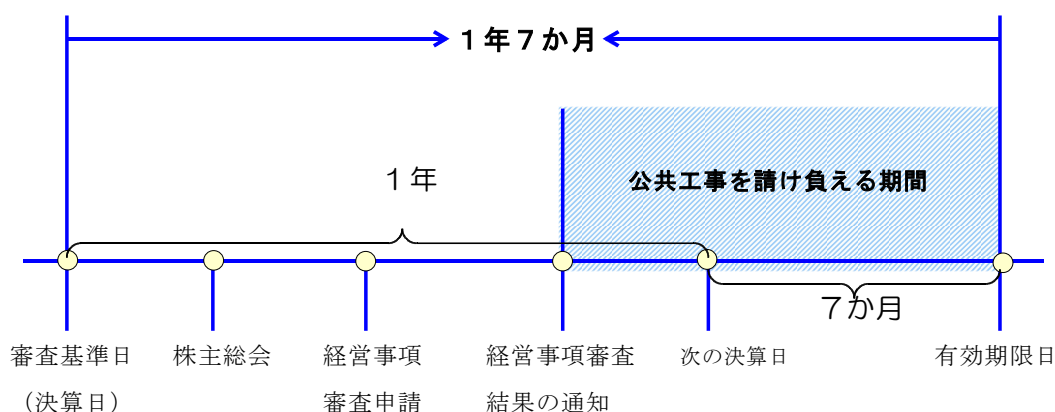 1年7か月
1年
公共工事を請け負える期間
7か月
審査基準日
(決算日)
株主総会
経営事項
審査申請
経営事項審査
結果の通知
次の決算日
有効期限日